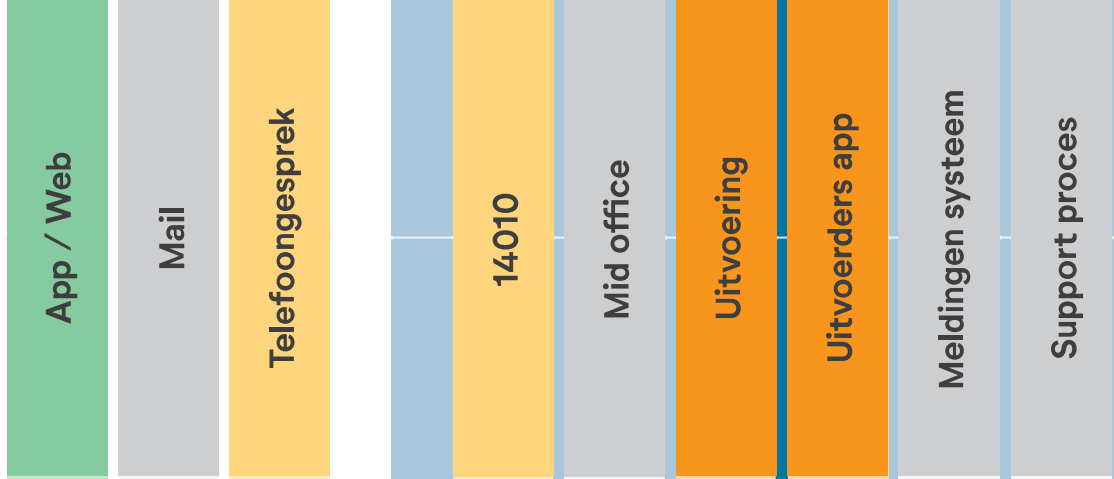 App / Web
Mail
Telefoongesprek
14010
Mid office
Uitvoering
Uitvoerders app
Meldingen systeem
Support proces